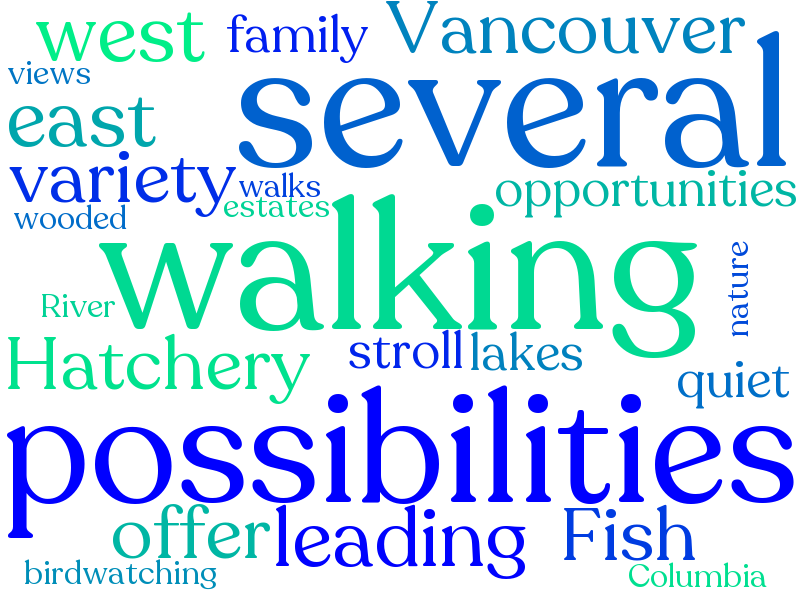 west
family
Vancouver
views
several
east
variety
walks
opportunities
estates
wooded
walking
nature
River
Hatchery
stroll
lakes
quiet
possibilities
offer
leading
Fish
birdwatching
Columbia